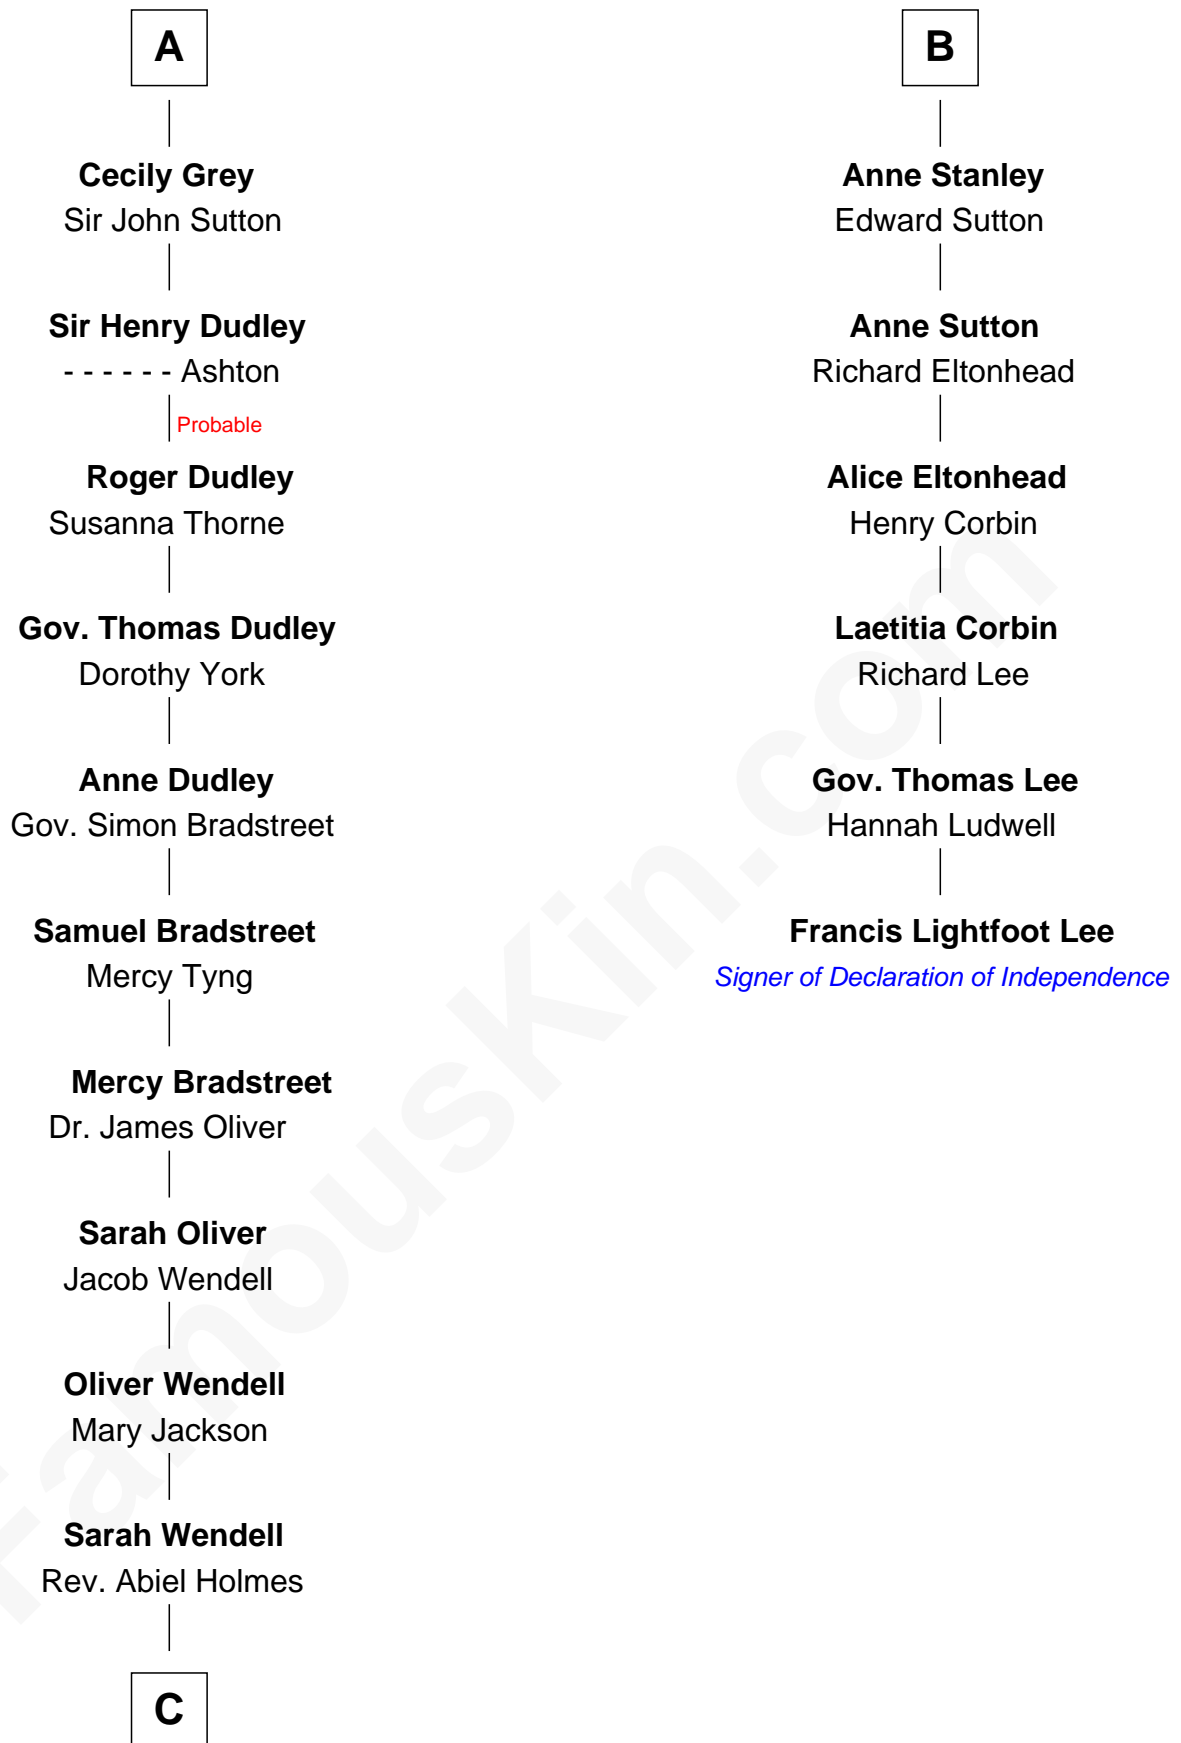 A
Cecily Grey
Sir John Sutton
Sir Henry Dudley
- - - - - - Ashton
Probable
Roger Dudley
Susanna Thorne
Gov. Thomas Dudley
Dorothy York
Anne Dudley
Gov. Simon Bradstreet
Samuel Bradstreet
Mercy Tyng
Mercy Bradstreet
Dr. James Oliver
Sarah Oliver
Jacob Wendell
Oliver Wendell
Mary Jackson
Sarah Wendell
Rev. Abiel Holmes
C
B
Anne Stanley
Edward Sutton
Anne Sutton
Richard Eltonhead
Alice Eltonhead
Henry Corbin
Laetitia Corbin
Richard Lee
Gov. Thomas Lee
Hannah Ludwell
Francis Lightfoot Lee
Signer of Declaration of Independence
FamousKin.com